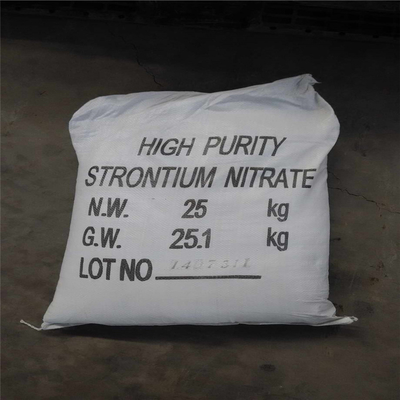 HIGH PURITY
STRONTIUM NITRATE
N.W. 25 kg
G.W. 25.1 kg
LOT NO